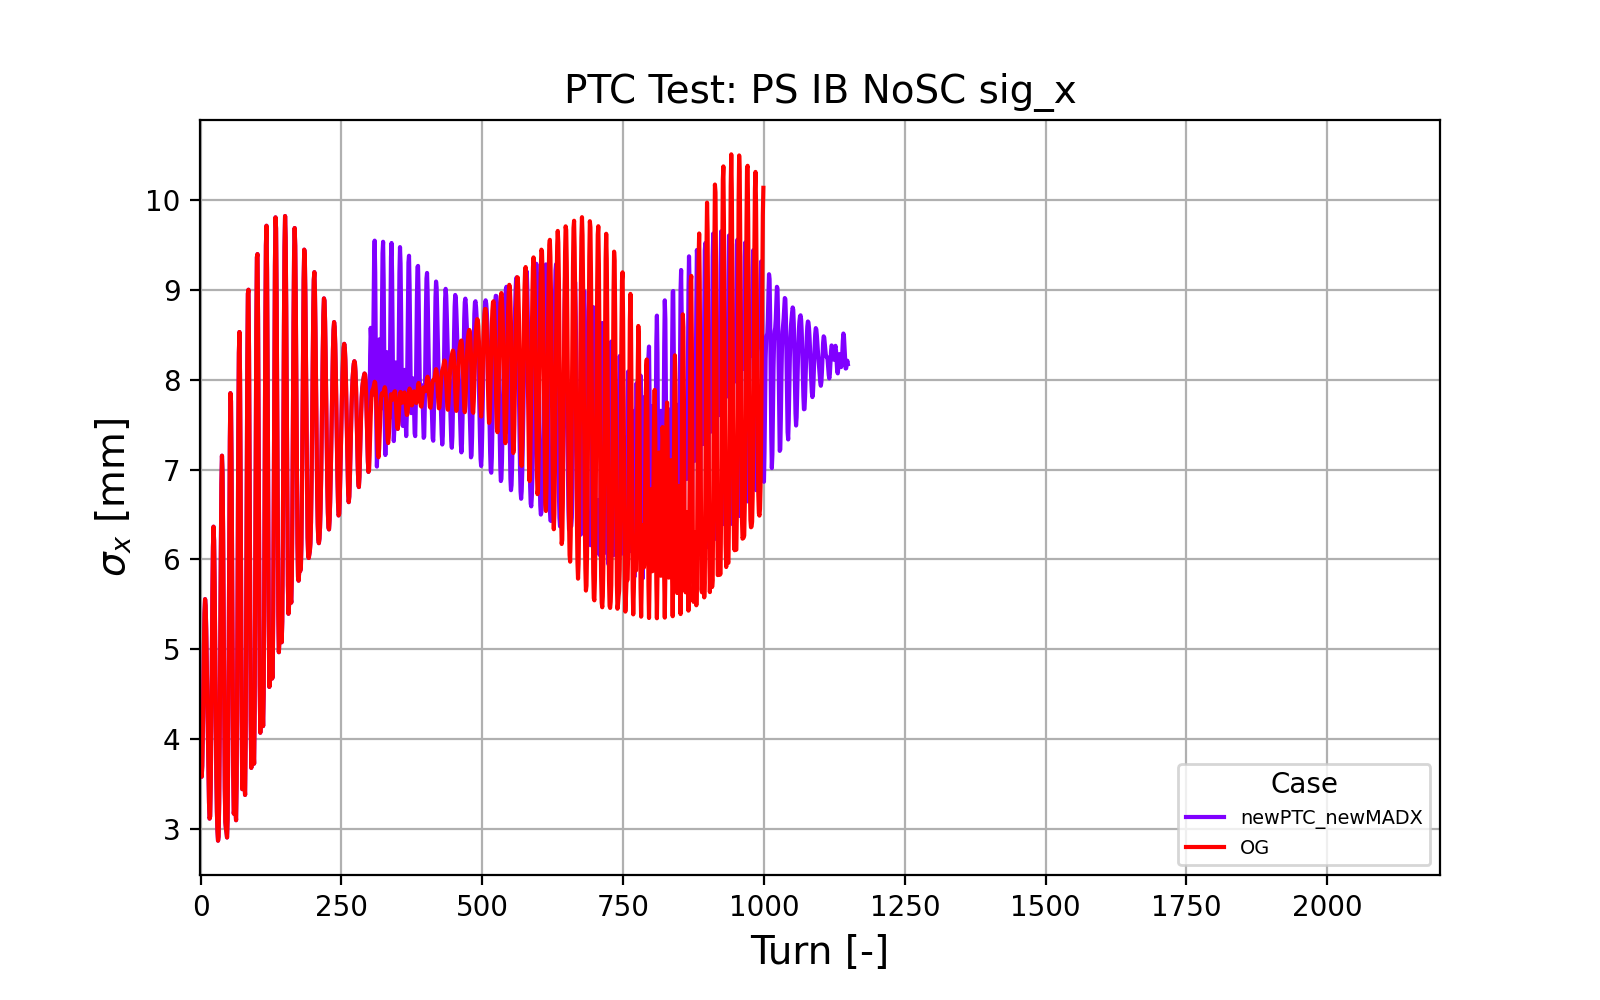 PTC Test: PS IB NoSC sig_x
10
9
8
7
6
5
4
3
σx [mm]
0 250 500 750 1000 1250 1500 1750 2000
Turn [-]
Case
newPTC_newMADX
OG